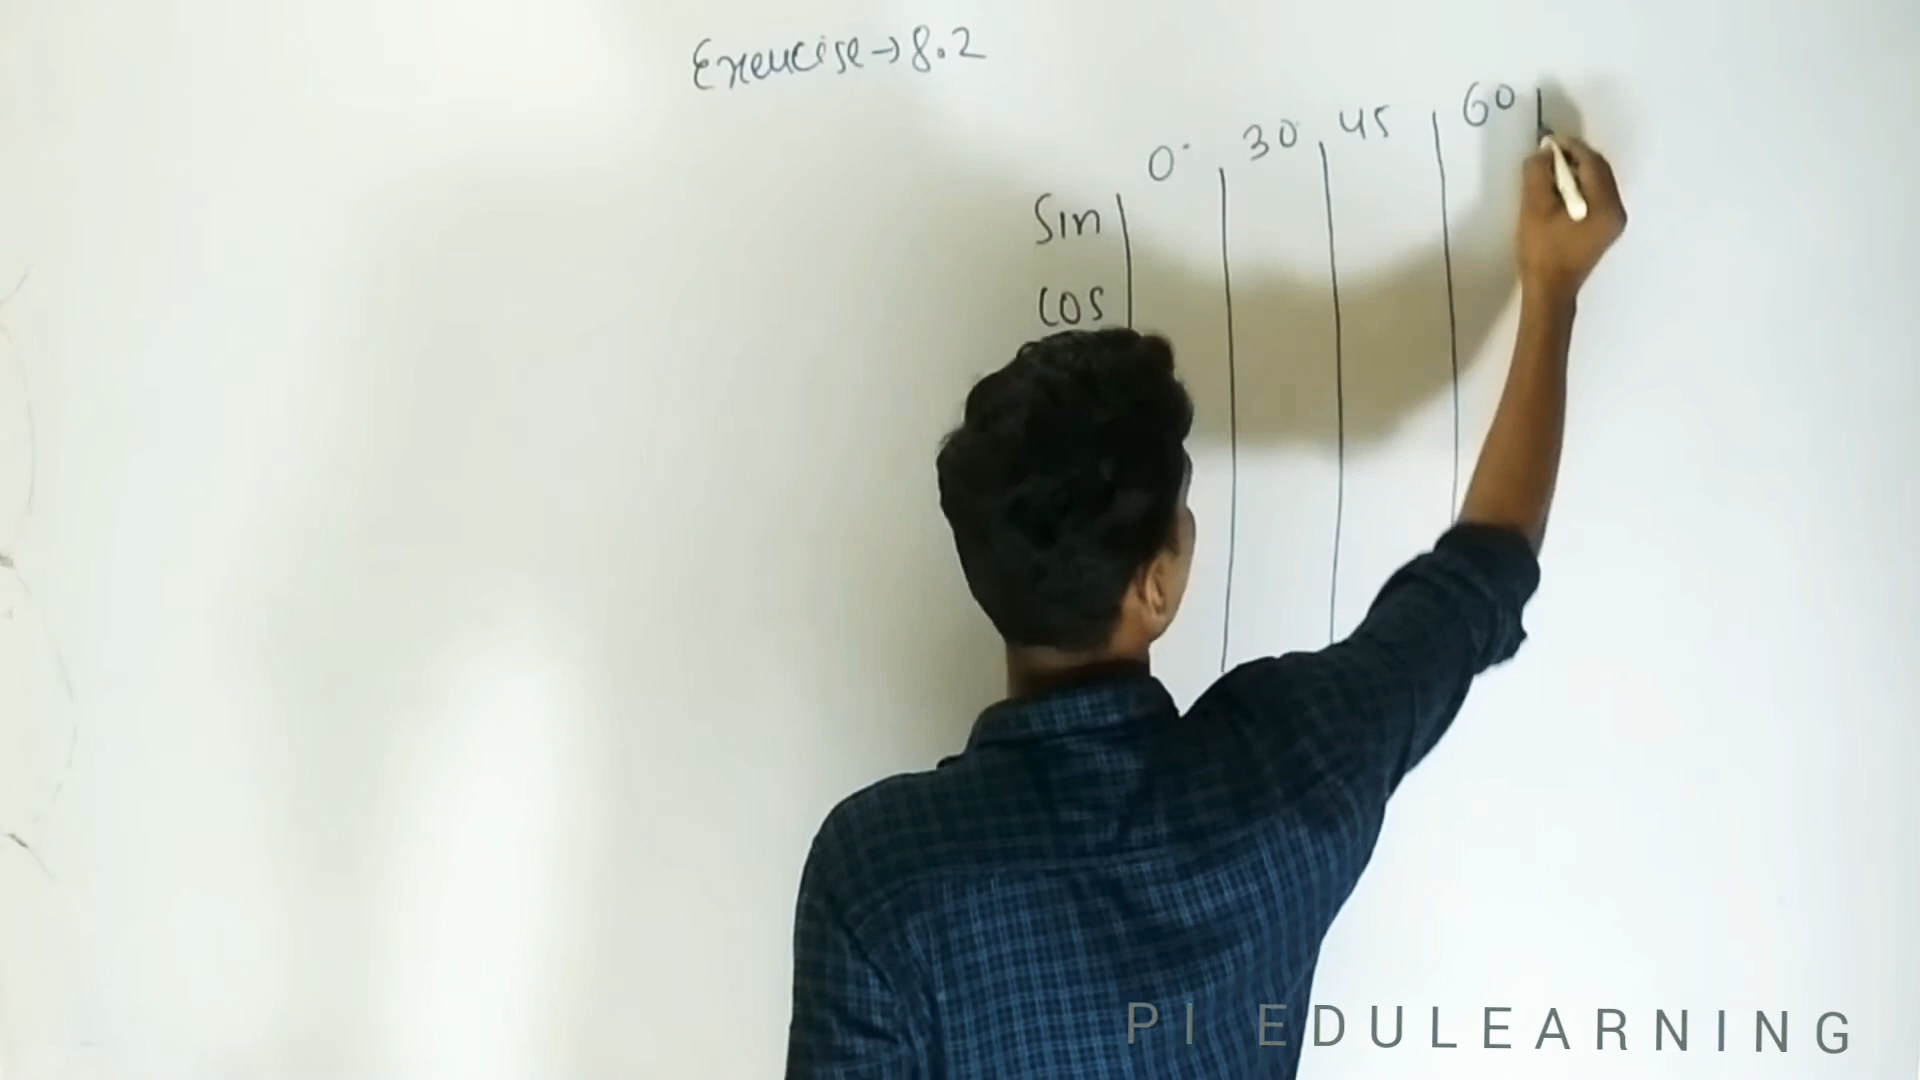 Exercise → 8.2
0° 30 45 60
Sin
Cos
PI EDULEARNING